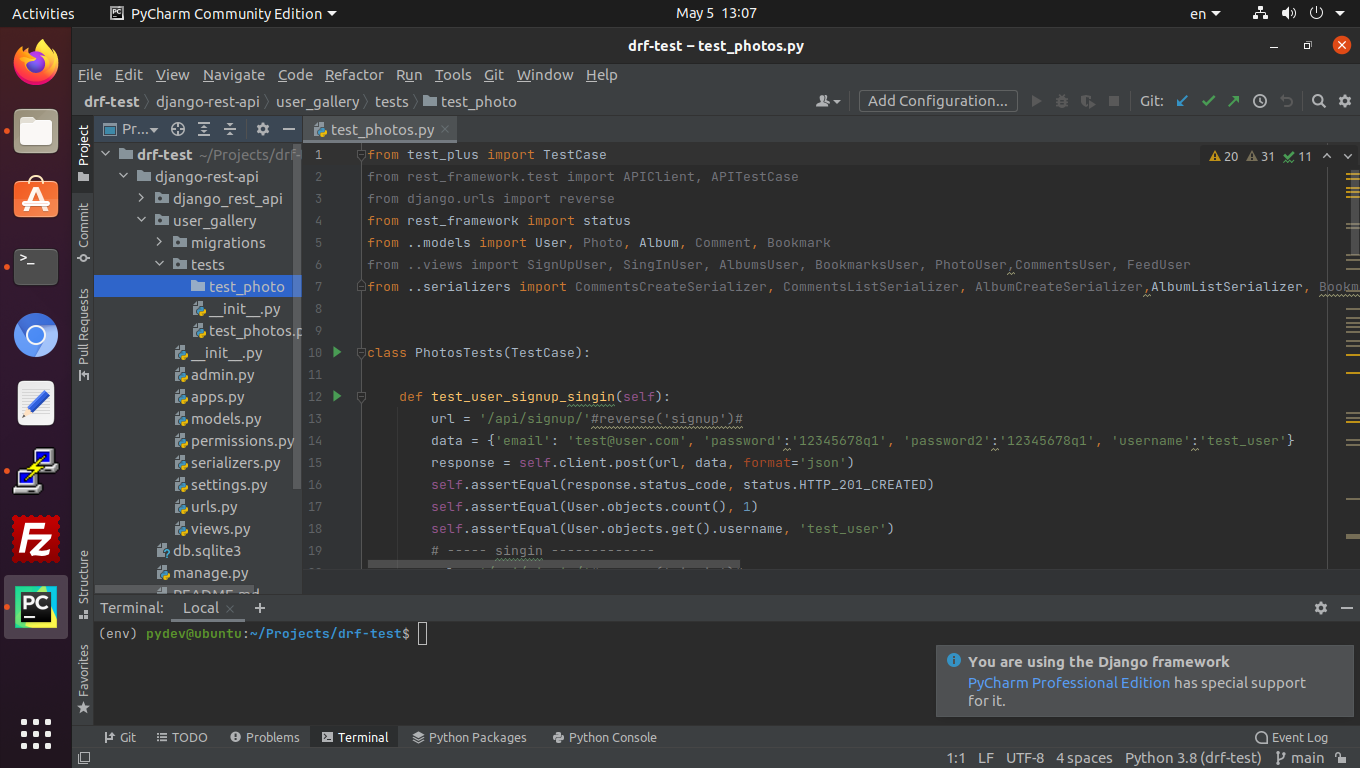 Activities PyCharm Community Edition May 5 13:07 en
drf-test – test_photos.py
File Edit View Navigate Code Refactor Run Tools Git Window Help
drf-test django-rest-api user_gallery tests test_photo Add Configuration... Git:
Project
Commit
Pull Requests
Structure
Favorites
Pr...
drf-test ~/Projects/drf-
django-rest-api
django_rest_api
user_gallery
migrations
tests
test_photo
__init__.py
test_photos.p
__init__.py
admin.py
apps.py
models.py
permissions.py
serializers.py
settings.py
urls.py
views.py
db.sqlite3
manage.py
README.md
test_photos.py
20 31 11
1 from test_plus import TestCase
2 from rest_framework.test import APIClient, APITestCase
3 from django.urls import reverse
4 from rest_framework import status
5 from ..models import User, Photo, Album, Comment, Bookmark
6 from ..views import SignUpUser, SingInUser, AlbumsUser, BookmarksUser, PhotoUser,CommentsUser, FeedUser
7 from ..serializers import CommentsCreateSerializer, CommentsListSerializer, AlbumCreateSerializer,AlbumListSerializer, Bookm
8
9
10 class PhotosTests(TestCase):
11
12 def test_user_signup_singin(self):
13 url = '/api/signup/'#reverse('signup')#
14 data = {'email': 'test@user.com', 'password':'12345678q1', 'password2':'12345678q1', 'username':'test_user'}
15 response = self.client.post(url, data, format='json')
16 self.assertEqual(response.status_code, status.HTTP_201_CREATED)
17 self.assertEqual(User.objects.count(), 1)
18 self.assertEqual(User.objects.get().username, 'test_user')
19 # ----- singin -------------
Terminal: Local
(env) pydev@ubuntu:~/Projects/drf-test$
You are using the Django framework
PyCharm Professional Edition has special support
for it.
Git TODO Problems Terminal Python Packages Python Console Event Log
1:1 LF UTF-8 4 spaces Python 3.8 (drf-test) main